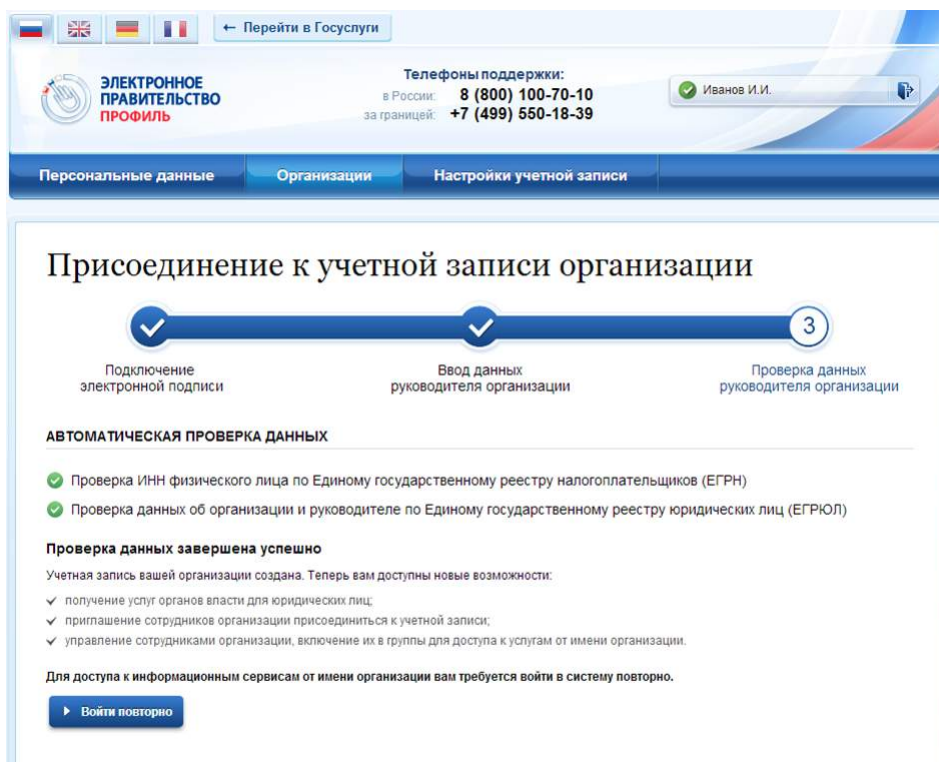 ← Перейти в Госуслуги
ЭЛЕКТРОННОЕ
ПРАВИТЕЛЬСТВО
ПРОФИЛЬ
Телефоны поддержки:
в России: 8 (800) 100-70-10
за границей: +7 (499) 550-18-39
Иванов И.И.
Персональные данные
Организации
Настройки учетной записи
Присоединение к учетной записи организации
3
Подключение
электронной подписи
Ввод данных
руководителя организации
Проверка данных
руководителя организации
АВТОМАТИЧЕСКАЯ ПРОВЕРКА ДАННЫХ
Проверка ИНН физического лица по Единому государственному реестру налогоплательщиков (ЕГРН)
Проверка данных об организации и руководителе по Единому государственному реестру юридических лиц (ЕГРЮЛ)
Проверка данных завершена успешно
Учетная запись вашей организации создана. Теперь вам доступны новые возможности:
получение услуг органов власти для юридических лиц;
приглашение сотрудников организации присоединиться к учетной записи;
управление сотрудниками организации, включение их в группы для доступа к услугам от имени организации.
Для доступа к информационным сервисам от имени организации вам требуется войти в систему повторно.
Войти повторно